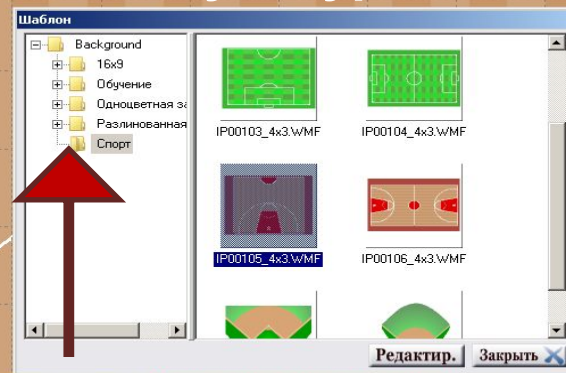 Шаблон
Background
16x9
Обучение
Одноцветная за
Разлинованная
Спорт
IP00103_4x3.WMF
IP00104_4x3.WMF
IP00105_4x3.WMF
IP00106_4x3.WMF
Редактир.
Закрыть